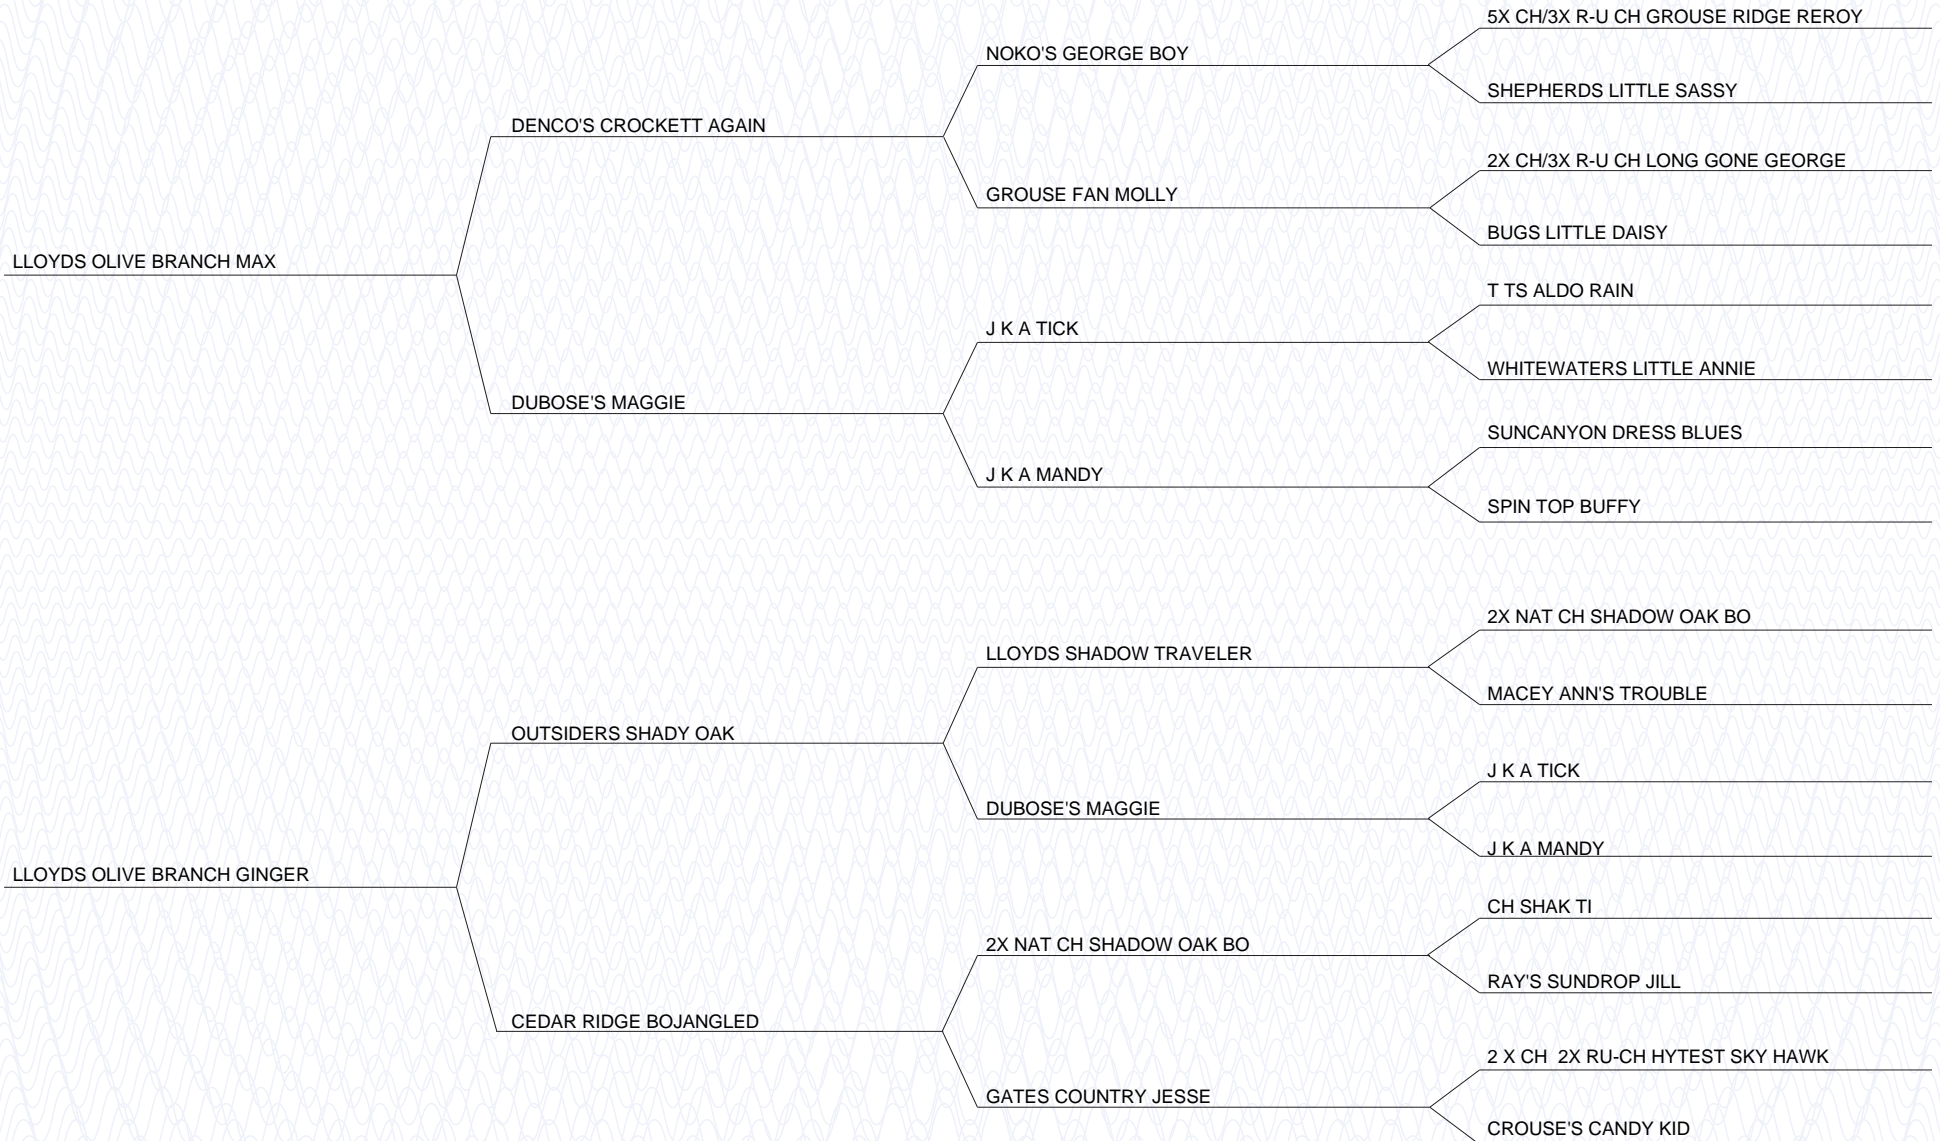 5X CH/3X R-U CH GROUSE RIDGE REROY
NOKO'S GEORGE BOY
SHEPHERDS LITTLE SASSY
DENCO'S CROCKETT AGAIN
2X CH/3X R-U CH LONG GONE GEORGE
GROUSE FAN MOLLY
BUGS LITTLE DAISY
LLOYDS OLIVE BRANCH MAX
T TS ALDO RAIN
J K A TICK
WHITEWATERS LITTLE ANNIE
DUBOSE'S MAGGIE
SUNCANYON DRESS BLUES
J K A MANDY
SPIN TOP BUFFY
2X NAT CH SHADOW OAK BO
LLOYDS SHADOW TRAVELER
MACEY ANN'S TROUBLE
OUTSIDERS SHADY OAK
J K A TICK
DUBOSE'S MAGGIE
J K A MANDY
LLOYDS OLIVE BRANCH GINGER
CH SHAK TI
2X NAT CH SHADOW OAK BO
RAY'S SUNDROP JILL
CEDAR RIDGE BOJANGLED
2 X CH  2X RU-CH HYTEST SKY HAWK
GATES COUNTRY JESSE
CROUSE'S CANDY KID